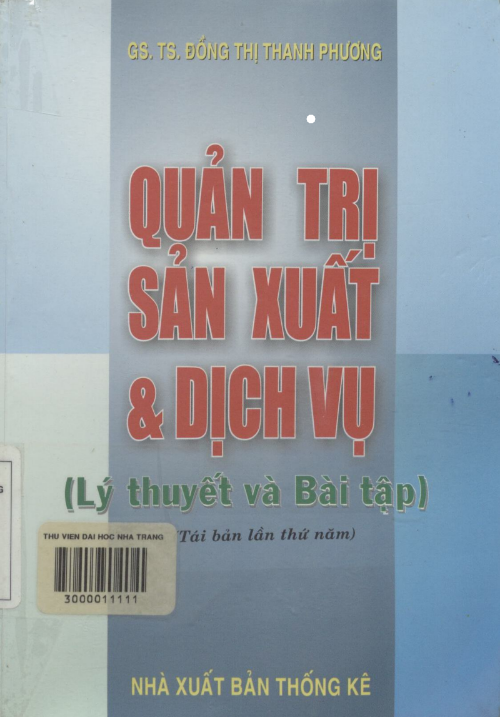 GS. TS. ĐỒNG THỊ THANH PHƯƠNG
QUẢN TRỊ
SẢN XUẤT
& DỊCH VỤ
(Lý thuyết và Bài tập)
(Tái bản lần thứ năm)
THU VIEN DAI HOC NHA TRANG
3000011111
NHÀ XUẤT BẢN THỐNG KÊ